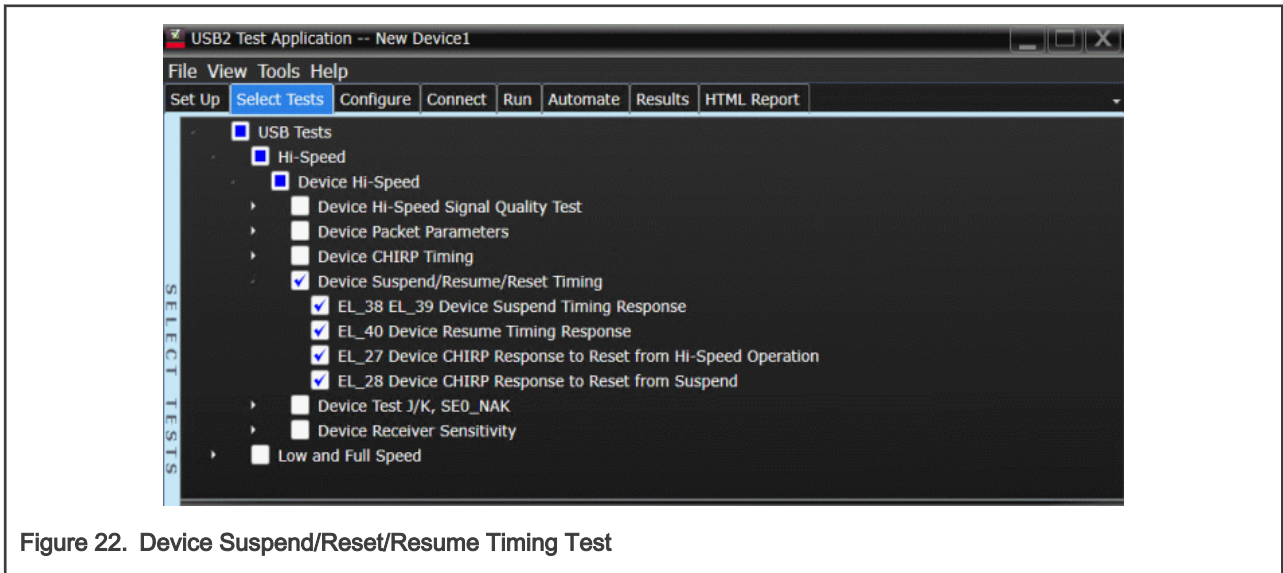 USB2 Test Application -- New Device1
File View Tools Help
Set Up Select Tests Configure Connect Run Automate Results HTML Report
USB Tests
Hi-Speed
Device Hi-Speed
Device Hi-Speed Signal Quality Test
Device Packet Parameters
Device CHIRP Timing
Device Suspend/Resume/Reset Timing
EL_38 EL_39 Device Suspend Timing Response
EL_40 Device Resume Timing Response
EL_27 Device CHIRP Response to Reset from Hi-Speed Operation
EL_28 Device CHIRP Response to Reset from Suspend
Device Test J/K, SE0_NAK
Device Receiver Sensitivity
Low and Full Speed
SELECT TESTS
Figure 22. Device Suspend/Reset/Resume Timing Test